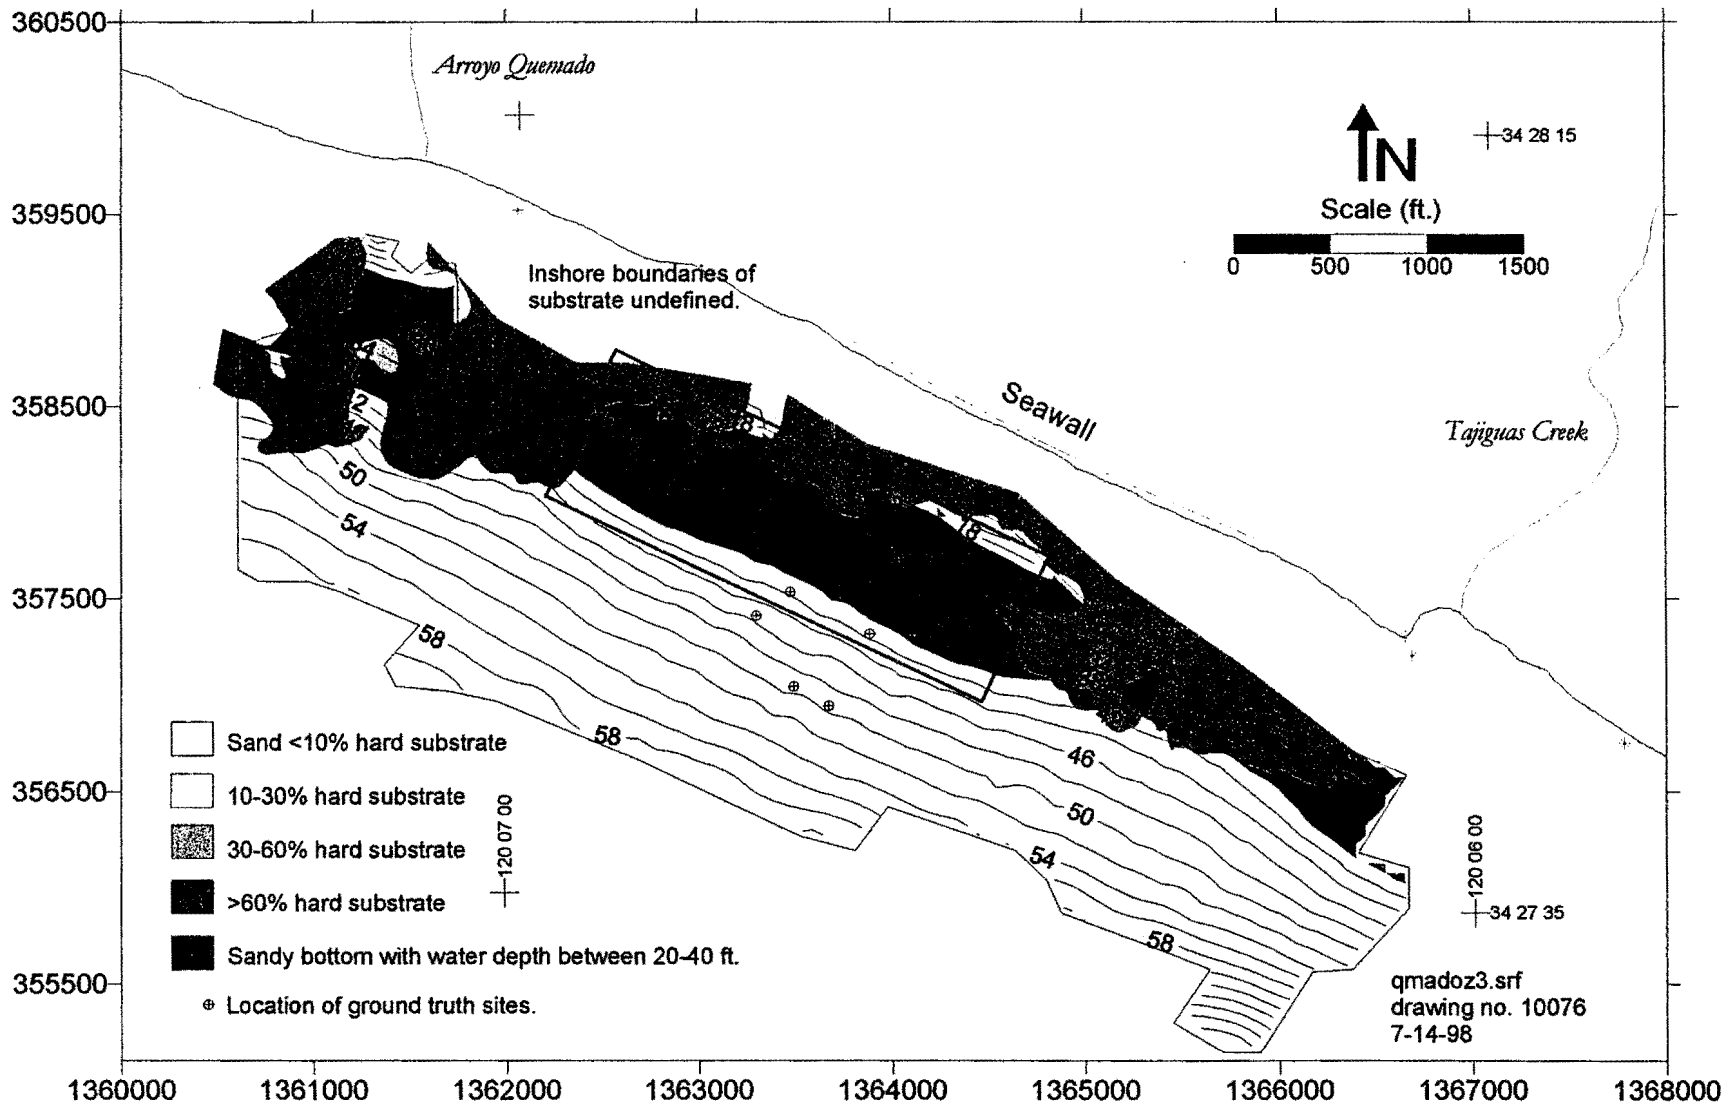 360500
Arroyo Quemado
34 28 15
N
359500
Scale (ft.)
0 500 1000 1500
Inshore boundaries of
substrate undefined.
358500
2
8
Seawall
Tajiguas Creek
50
54
8
357500
58
58
46
50
54
58
Sand <10% hard substrate
10-30% hard substrate
356500
120 07 00
30-60% hard substrate
>60% hard substrate
120 06 00
34 27 35
Sandy bottom with water depth between 20-40 ft.
355500
Location of ground truth sites.
qmadoz3.srf
drawing no. 10076
7-14-98
1360000 1361000 1362000 1363000 1364000 1365000 1366000 1367000 1368000